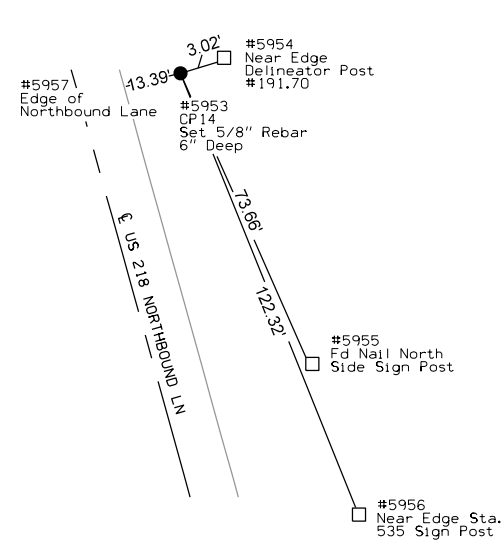 3.02'
#5954
Near Edge
Delineator Post
#191.70
13.39'
#5957
Edge of
Northbound Lane
#5953
CP14
Set 5/8" Rebar
6" Deep
73.66'
℄ US 218 NORTHBOUND LN
122.32'
#5955
Fd Nail North
Side Sign Post
#5956
Near Edge Sta.
535 Sign Post